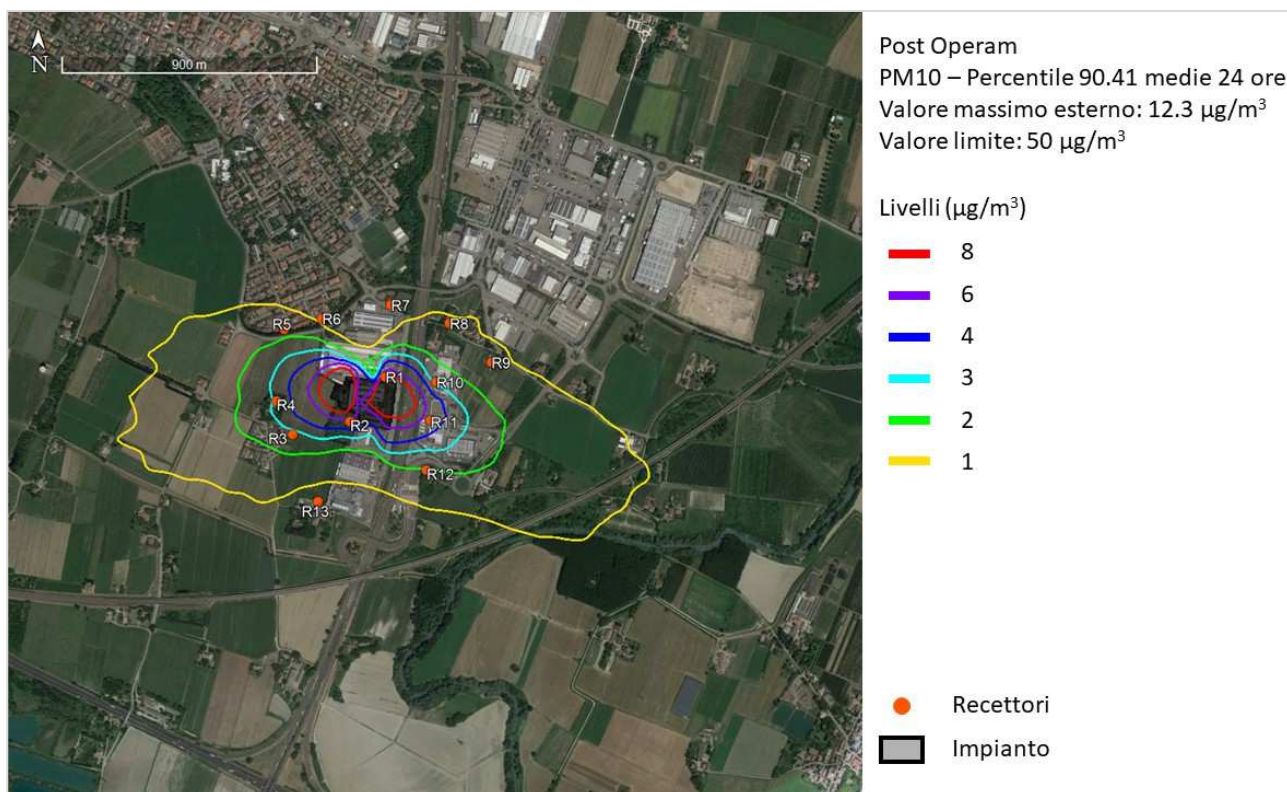 N
900 m
R1
R2
R3
R4
R5
R6
R7
R8
R9
R10
R11
R12
R13
Post Operam
PM10 – Percentile 90.41 medie 24 ore
Valore massimo esterno: 12.3 µg/m³
Valore limite: 50 µg/m³
Livelli (µg/m³)
8
6
4
3
2
1
Recettori
Impianto